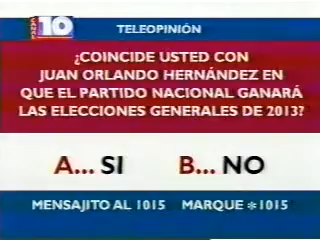 10
TELEOPINIÓN
¿COINCIDE USTED CON
JUAN ORLANDO HERNÁNDEZ EN
QUE EL PARTIDO NACIONAL GANARÁ
LAS ELECCIONES GENERALES DE 2013?
A... SI B... NO
MENSAJITO AL 1015 MARQUE *1015